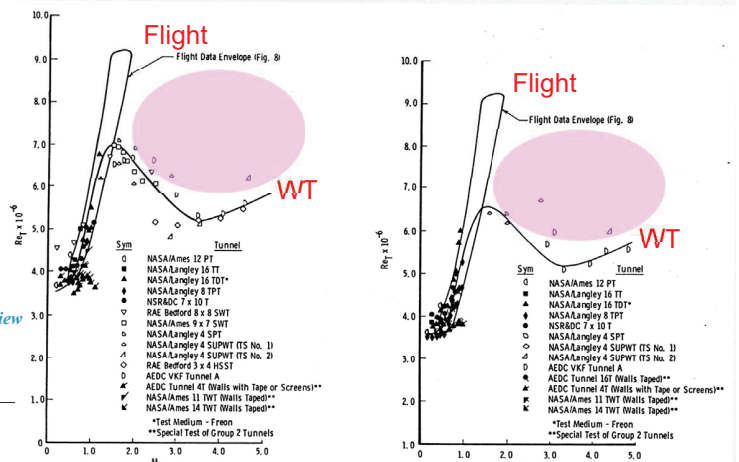 10.0
Flight
Flight Data Envelope (Fig. 8)
9.0
8.0
7.0
6.0
WT
5.0
Re_T x 10^-6
4.0
3.0
2.0
1.0
0
0
1.0
2.0
3.0
4.0
5.0
Sym Tunnel
NASA/Ames 12 PT
NASA/Langley 16 TT
NASA/Langley 16 TDT*
NASA/Langley 8 TPT
NSR&DC 7 x 10 T
RAE Bedford 8 x 8 SWT
NASA/Ames 9 x 7 SWT
NASA/Langley 4 SPT
NASA/Langley 4 SUPWT (TS No. 1)
NASA/Langley 4 SUPWT (TS No. 2)
RAE Bedford 3 x 4 HSST
AEDC VKF Tunnel A
AEDC Tunnel 4T (Walls with Tape or Screens)**
NASA/Ames 11 TWT (Walls Taped)**
NASA/Ames 14 TWT (Walls Taped)**
*Test Medium - Freon
**Special Test of Group 2 Tunnels
iew
10.0
Flight
Flight Data Envelope (Fig. 8)
9.0
8.0
7.0
6.0
WT
5.0
Re_T x 10^-6
4.0
3.0
2.0
1.0
0
1.0
2.0
3.0
4.0
5.0
Sym Tunnel
NASA/Ames 12 PT
NASA/Langley 16 TT
NASA/Langley 16 TDT*
NASA/Langley 8 TPT
NSR&DC 7 x 10 T
NASA/Langley 4 SPT
NASA/Langley 4 SUPWT (TS No. 1)
NASA/Langley 4 SUPWT (TS No. 2)
AEDC VKF Tunnel A
AEDC Tunnel 16T (Walls Taped)**
AEDC Tunnel 4T (Walls with Tape or Screens)**
NASA/Ames 11 TWT (Walls Taped)**
NASA/Ames 14 TWT (Walls Taped)**
*Test Medium - Freon
**Special Test of Group 2 Tunnels